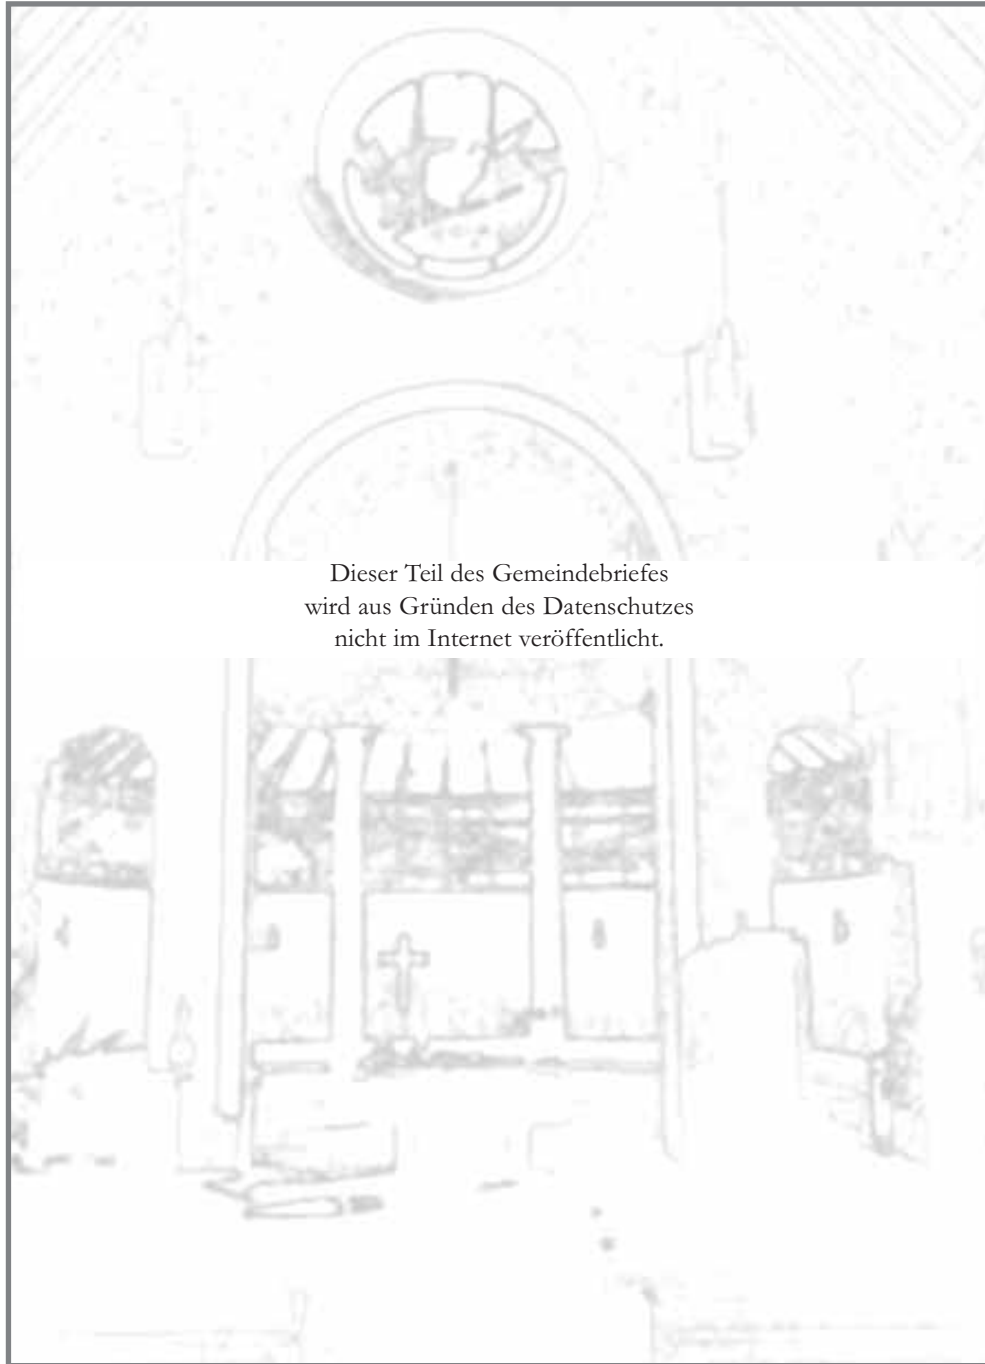 Dieser Teil des Gemeindebriefes
wird aus Gründen des Datenschutzes
nicht im Internet veröffentlicht.